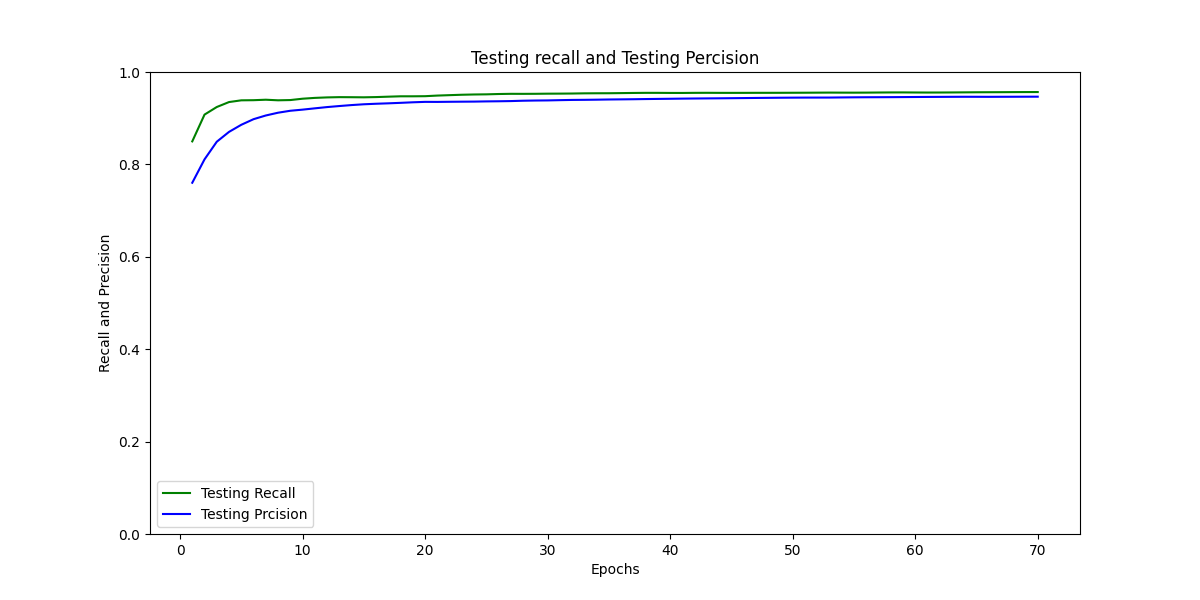 Testing recall and Testing Percision
1.0
0.8
0.6
0.4
0.2
0.0
Recall and Precision
Testing Recall
Testing Prcision
0 10 20 30 40 50 60 70
Epochs